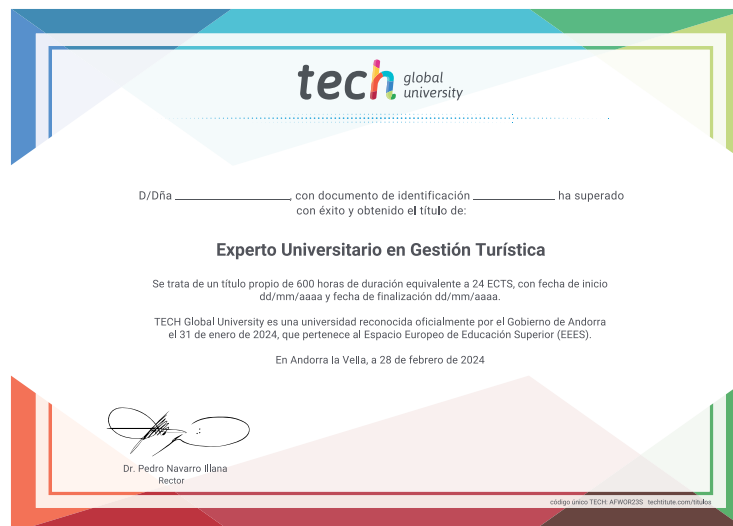 tech global university
D/Dña ____________________, con documento de identificación ______________ ha superado
con éxito y obtenido el título de:
Experto Universitario en Gestión Turística
Se trata de un título propio de 600 horas de duración equivalente a 24 ECTS, con fecha de inicio
dd/mm/aaaa y fecha de finalización dd/mm/aaaa.
TECH Global University es una universidad reconocida oficialmente por el Gobierno de Andorra
el 31 de enero de 2024, que pertenece al Espacio Europeo de Educación Superior (EEES).
En Andorra la Vella, a 28 de febrero de 2024
Dr. Pedro Navarro Illana
Rector
código único TECH: AFWOR23S techtitute.com/titulos